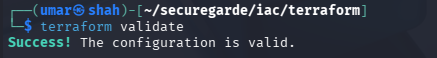 ┌──(umar㉿shah)-[~/securegarde/iac/terraform]
└─$ terraform validate
Success! The configuration is valid.